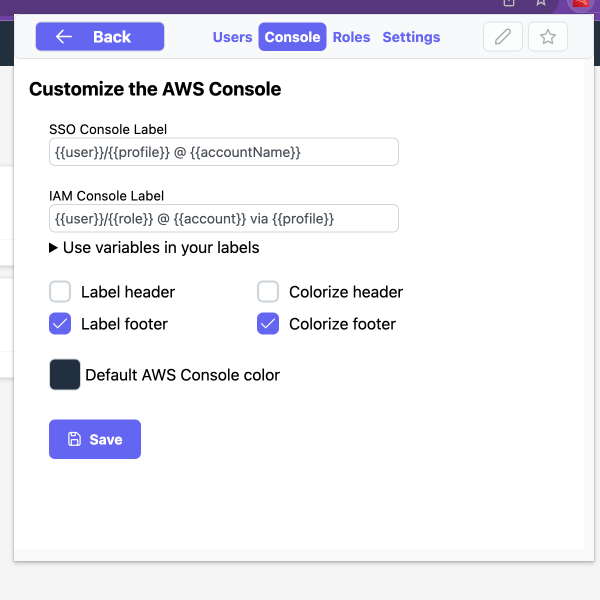 Back Users Console Roles Settings
Customize the AWS Console
SSO Console Label
{{user}}/{{profile}} @ {{accountName}}
IAM Console Label
{{user}}/{{role}} @ {{account}} via {{profile}}
Use variables in your labels
Label header Colorize header
Label footer Colorize footer
Default AWS Console color
Save